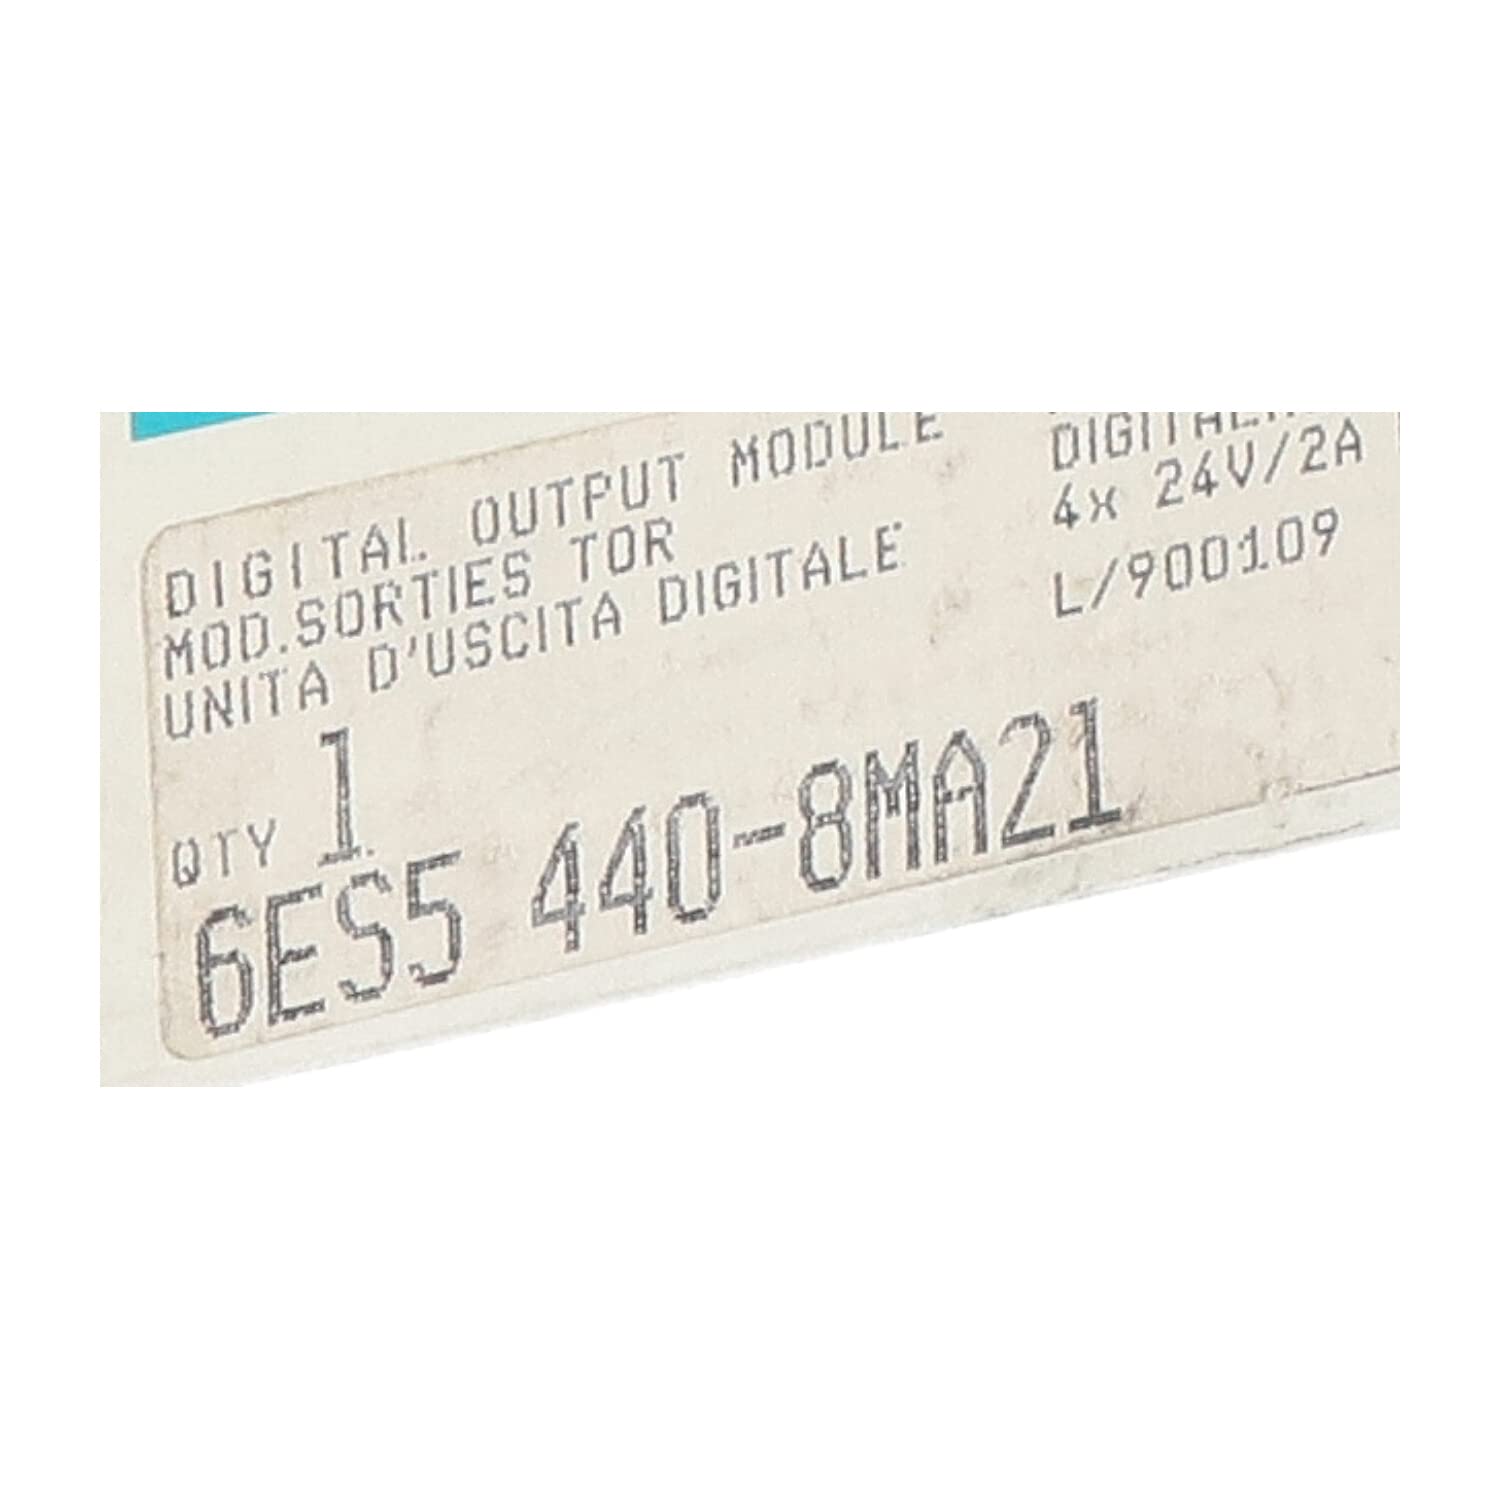 DIGITAL OUTPUT MODULE
MOD.SORTIES TOR
UNITA D'USCITA DIGITALE
4x 24V/2A
L/900109
QTY 1
6ES5 440-8MA21